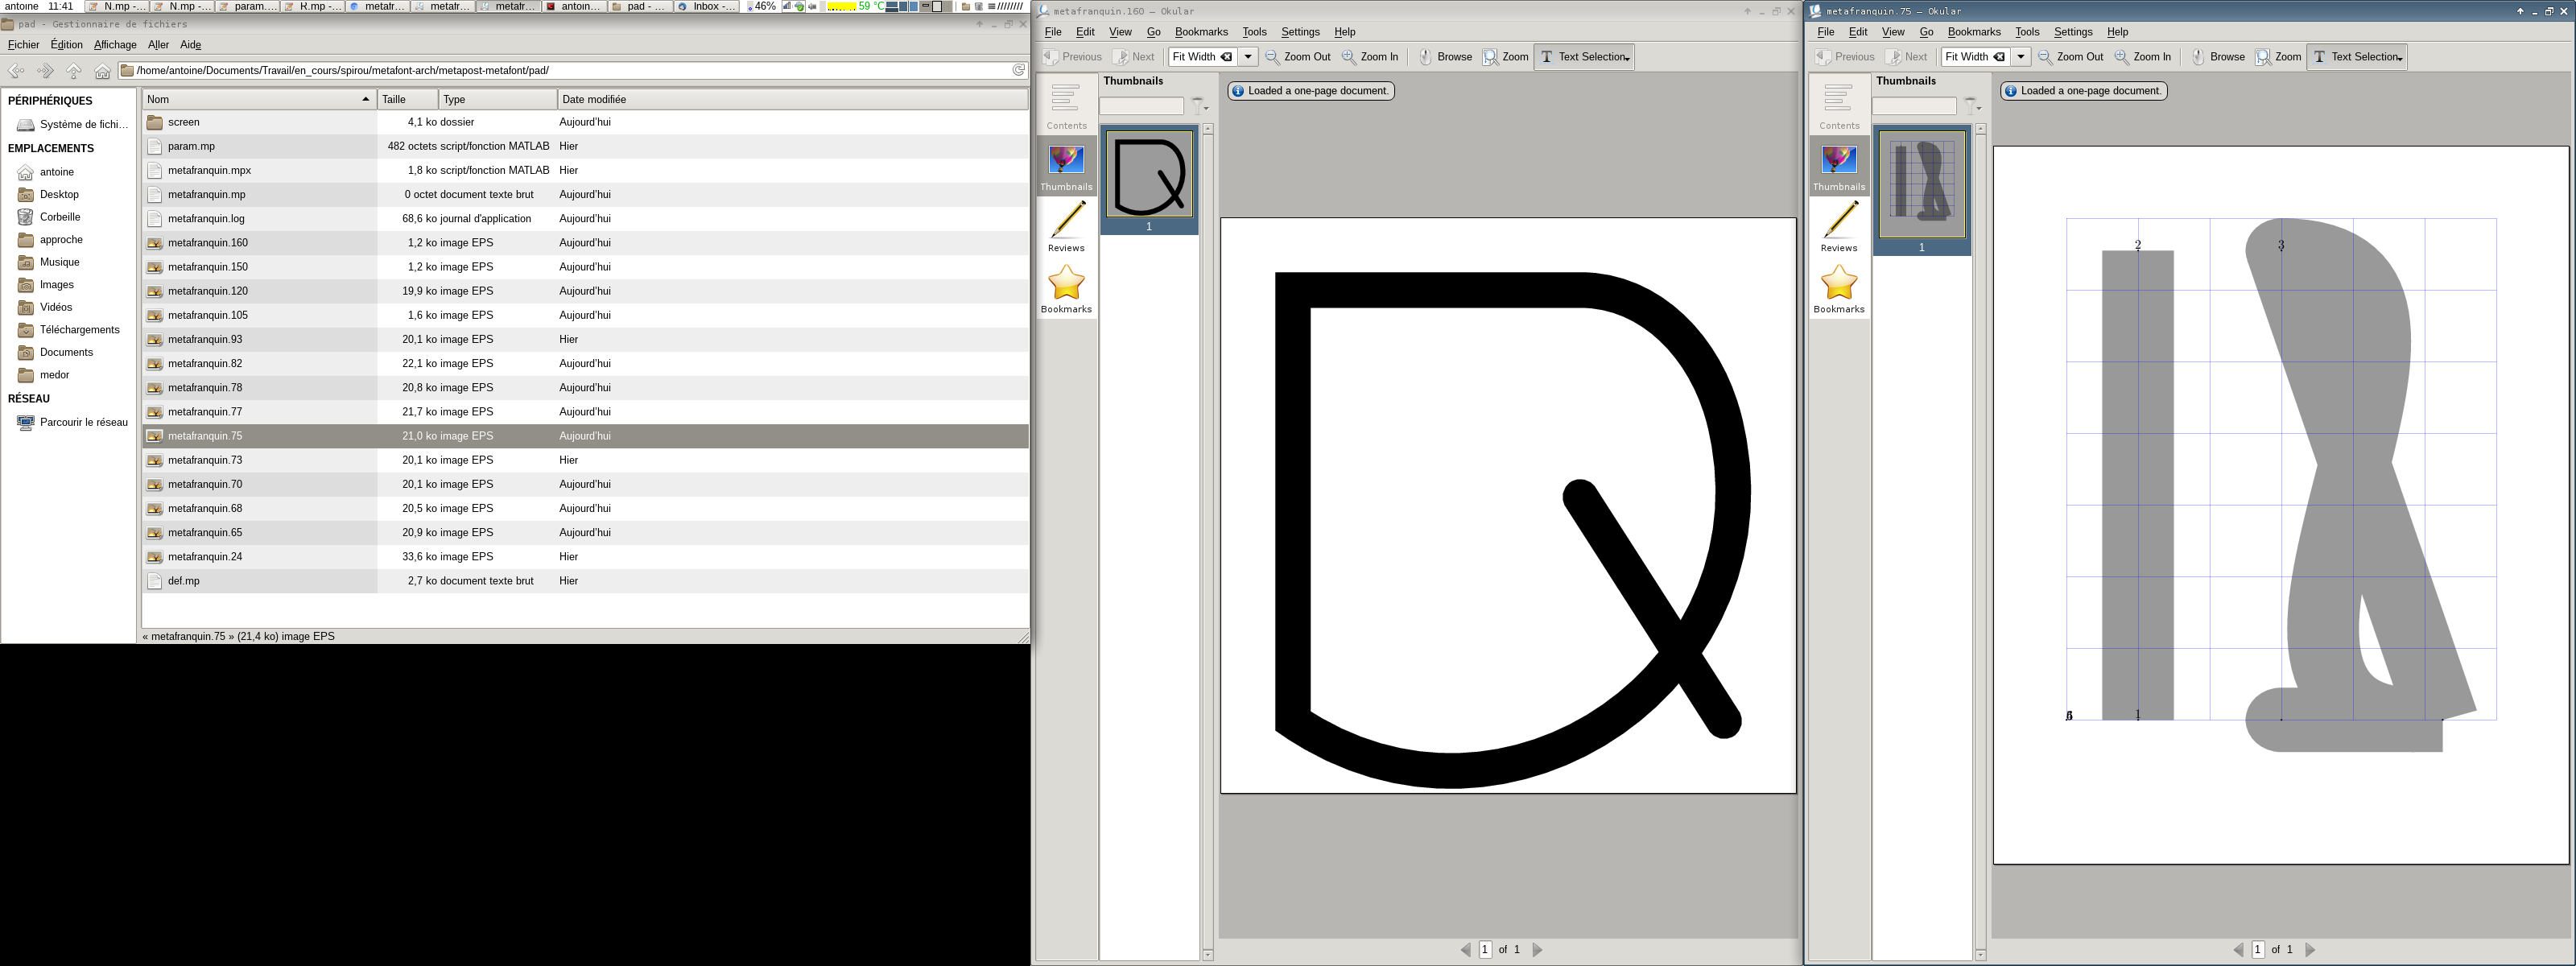 antoine 11:41 N.mp -... N.mp -... param.... R.mp -... metafr... metafr... metafr... antoin... pad - ... Inbox -... 46% 59 °C
pad - Gestionnaire de fichiers
Fichier Édition Affichage Aller Aide
/home/antoine/Documents/Travail/en_cours/spirou/metafont-arch/metapost-metafont/pad/
PÉRIPHÉRIQUES
Système de fichi...
EMPLACEMENTS
antoine
Desktop
Corbeille
approche
Musique
Images
Vidéos
Téléchargements
Documents
medor
RÉSEAU
Parcourir le réseau
Nom Taille Type Date modifiée
screen 4,1 ko dossier Aujourd'hui
param.mp 482 octets script/fonction MATLAB Hier
metafranquin.mpx 1,8 ko script/fonction MATLAB Hier
metafranquin.mp 0 octet document texte brut Aujourd'hui
metafranquin.log 68,6 ko journal d'application Aujourd'hui
metafranquin.160 1,2 ko image EPS Aujourd'hui
metafranquin.150 1,2 ko image EPS Aujourd'hui
metafranquin.120 19,9 ko image EPS Aujourd'hui
metafranquin.105 1,6 ko image EPS Aujourd'hui
metafranquin.93 20,1 ko image EPS Hier
metafranquin.82 22,1 ko image EPS Aujourd'hui
metafranquin.78 20,8 ko image EPS Aujourd'hui
metafranquin.77 21,7 ko image EPS Aujourd'hui
metafranquin.75 21,0 ko image EPS Aujourd'hui
metafranquin.73 20,1 ko image EPS Hier
metafranquin.70 20,1 ko image EPS Aujourd'hui
metafranquin.68 20,5 ko image EPS Aujourd'hui
metafranquin.65 20,9 ko image EPS Aujourd'hui
metafranquin.24 33,6 ko image EPS Hier
def.mp 2,7 ko document texte brut Hier
« metafranquin.75 » (21,4 ko) image EPS
metafranquin.160 – Okular
File Edit View Go Bookmarks Tools Settings Help
Previous Next Fit Width Zoom Out Zoom In Browse Zoom Text Selection
Contents
Thumbnails
Reviews
Bookmarks
Thumbnails
1
Loaded a one-page document.
1 of 1
metafranquin.75 – Okular
File Edit View Go Bookmarks Tools Settings Help
Previous Next Fit Width Zoom Out Zoom In Browse Zoom Text Selection
Contents
Thumbnails
Reviews
Bookmarks
Thumbnails
1
Loaded a one-page document.
2 3
1
1 of 1